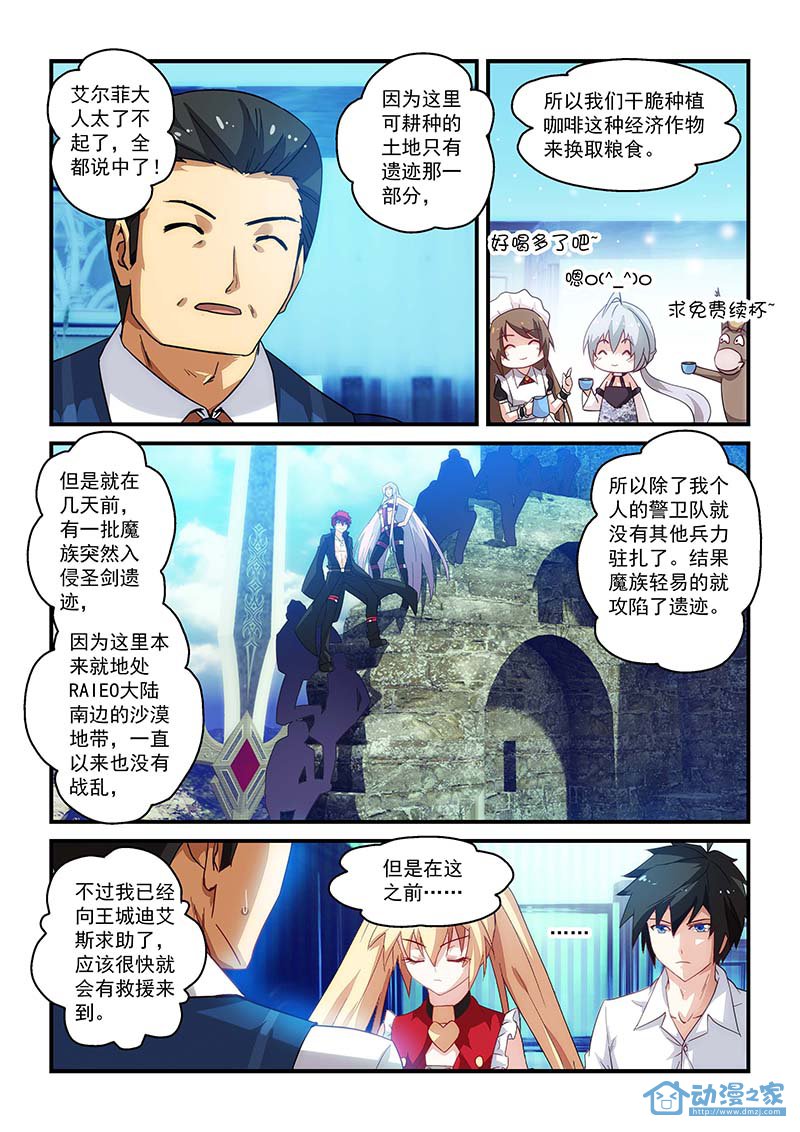 艾尔菲大
人太了不
起了，全
都说中了！
因为这里
可耕种的
土地只有
遗迹那一
部分，
所以我们干脆种植
咖啡这种经济作物
来换取粮食。
好喝多了吧~
嗯o(^_^)o
求免费续杯~
但是就在
几天前，
有一批魔
族突然入
侵圣剑遗
迹，
因为这里本
来就地处
RAIEO大陆
南边的沙漠
地带，一直
以来也没有
战乱，
所以除了我个
人的警卫队就
没有其他兵力
驻扎了。结果
魔族轻易的就
攻陷了遗迹。
不过我已经
向王城迪艾
斯求助了，
应该很快就
会有救援来
到。
但是在这
之前……
……
动漫之家
http://www.dmzj.com